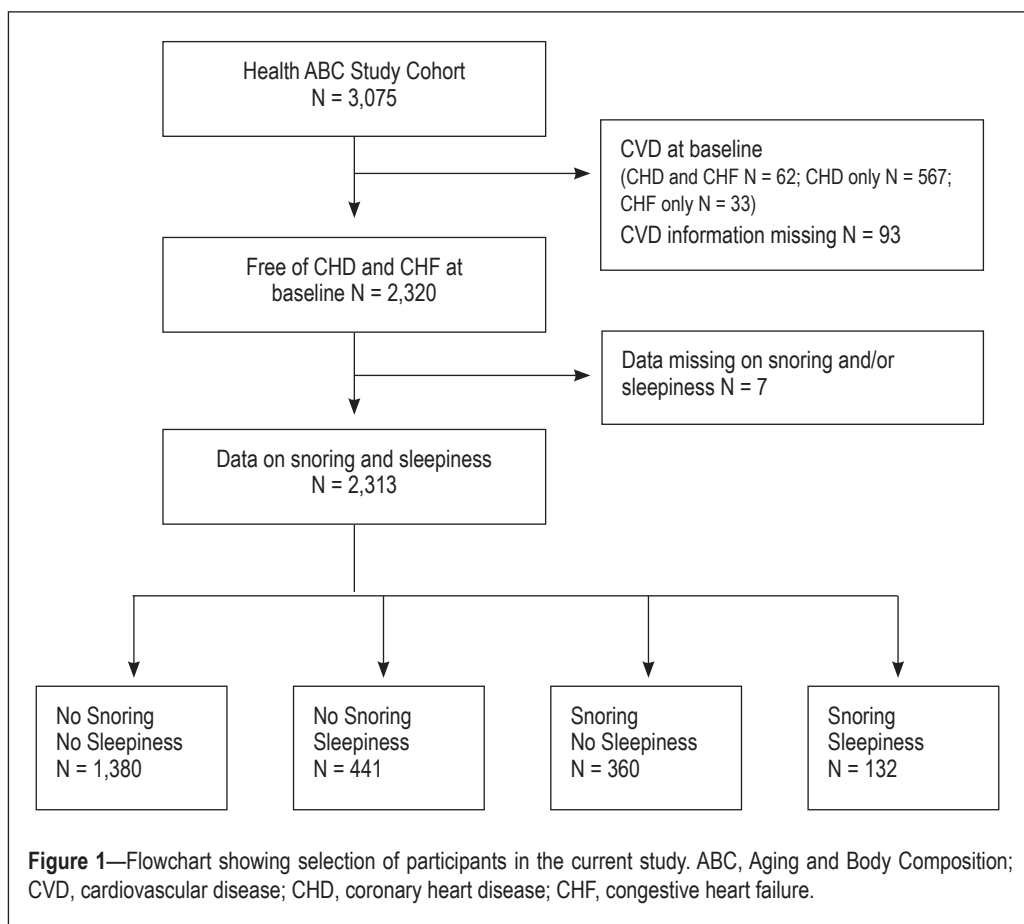 Health ABC Study Cohort
N = 3,075
CVD at baseline
(CHD and CHF N = 62; CHD only N = 567;
CHF only N = 33)
CVD information missing N = 93
Free of CHD and CHF at
baseline N = 2,320
Data missing on snoring and/or
sleepiness N = 7
Data on snoring and sleepiness
N = 2,313
No Snoring
No Sleepiness
N = 1,380
No Snoring
Sleepiness
N = 441
Snoring
No Sleepiness
N = 360
Snoring
Sleepiness
N = 132
Figure 1—Flowchart showing selection of participants in the current study. ABC, Aging and Body Composition;
CVD, cardiovascular disease; CHD, coronary heart disease; CHF, congestive heart failure.